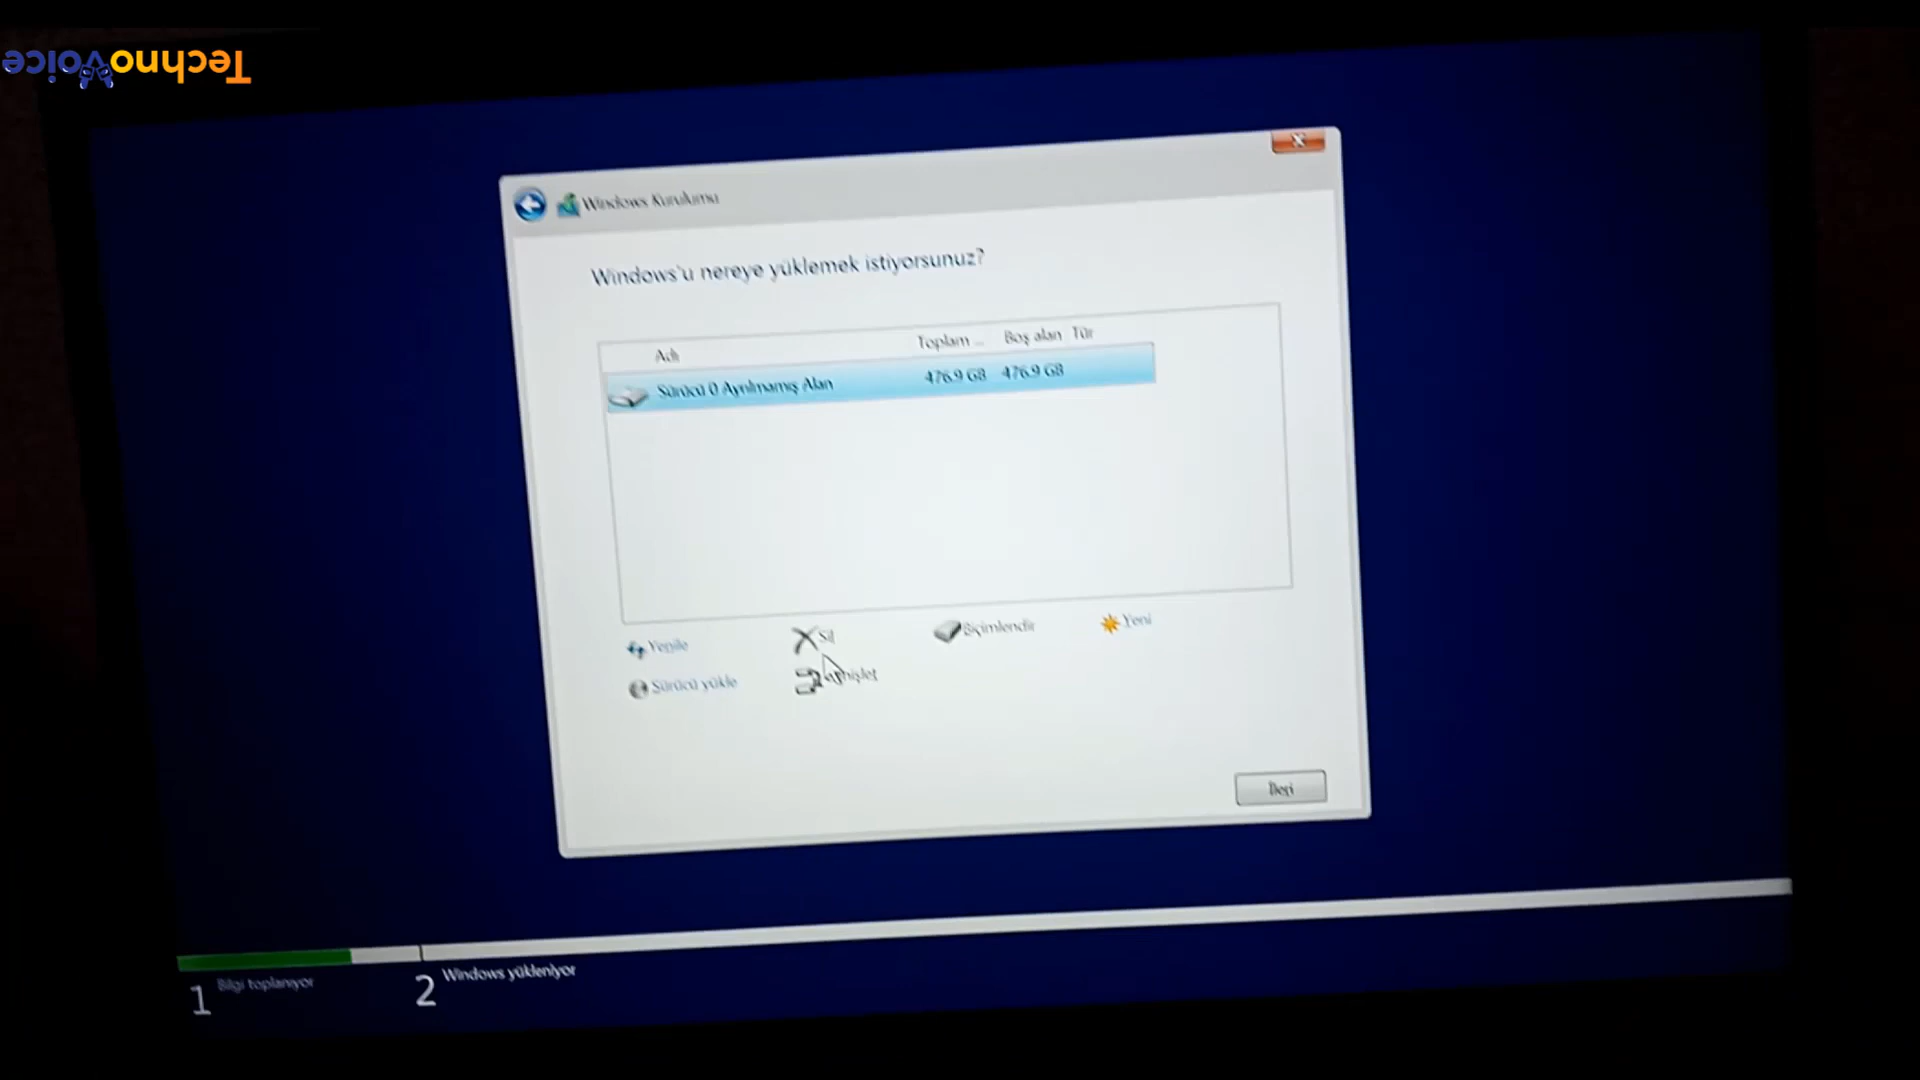 TechnoVoice
Windows Kurulumu
Windows'u nereye yüklemek istiyorsunuz?
Adı Toplam ... Boş alan Tür
Sürücü 0 Ayrılmamış Alan 476.9 GB 476.9 GB
Yenile Sil Biçimlendir Yeni
Sürücü yükle
İleri
1 Bilgi toplanıyor 2 Windows yükleniyor